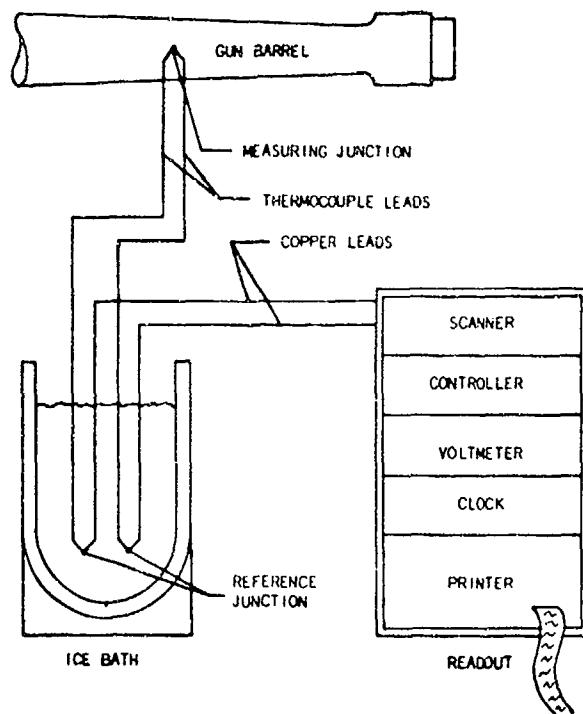 GUN BARREL
MEASURING JUNCTION
THERMOCOUPLE LEADS
COPPER LEADS
SCANNER
CONTROLLER
VOLTMETER
CLOCK
PRINTER
REFERENCE
JUNCTION
ICE BATH
READOUT